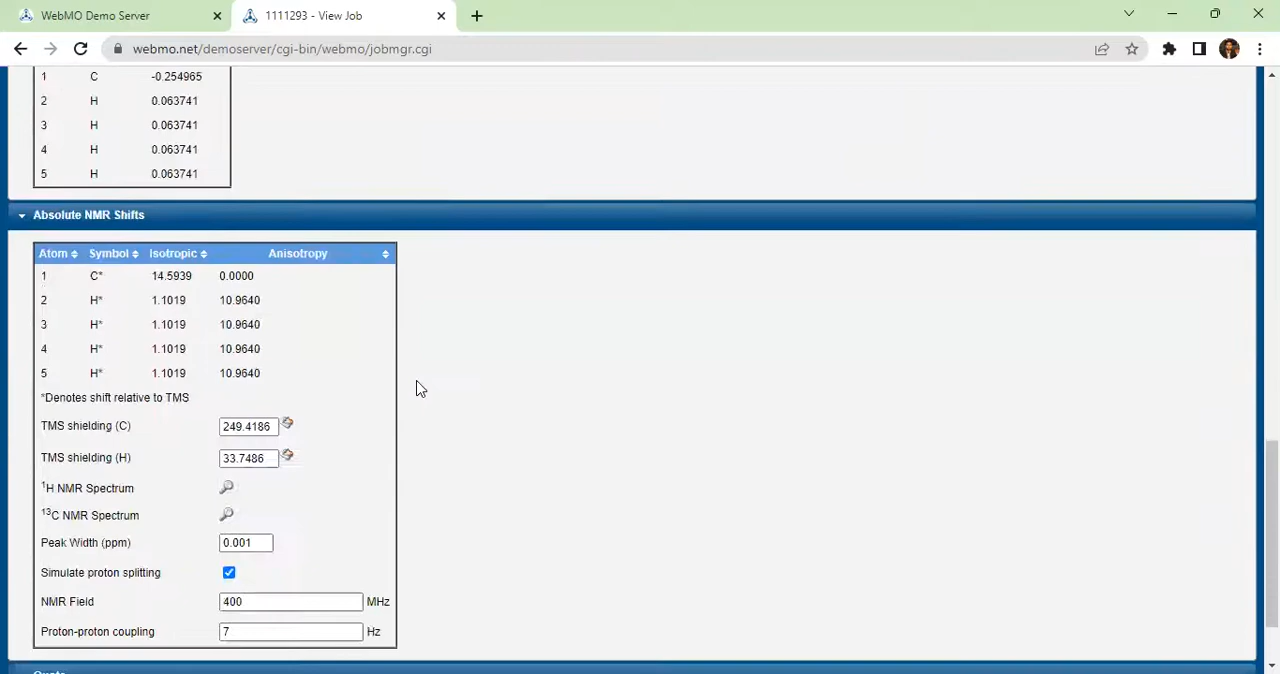 WebMO Demo Server
1111293 - View Job
webmo.net/demoserver/cgi-bin/webmo/jobmgr.cgi
1 C -0.254965
2 H 0.063741
3 H 0.063741
4 H 0.063741
5 H 0.063741
Absolute NMR Shifts
Atom Symbol Isotropic Anisotropy
1 C* 14.5939 0.0000
2 H* 1.1019 10.9640
3 H* 1.1019 10.9640
4 H* 1.1019 10.9640
5 H* 1.1019 10.9640
*Denotes shift relative to TMS
TMS shielding (C) 249.4186
TMS shielding (H) 33.7486
1H NMR Spectrum
13C NMR Spectrum
Peak Width (ppm) 0.001
Simulate proton splitting
NMR Field 400 MHz
Proton-proton coupling 7 Hz